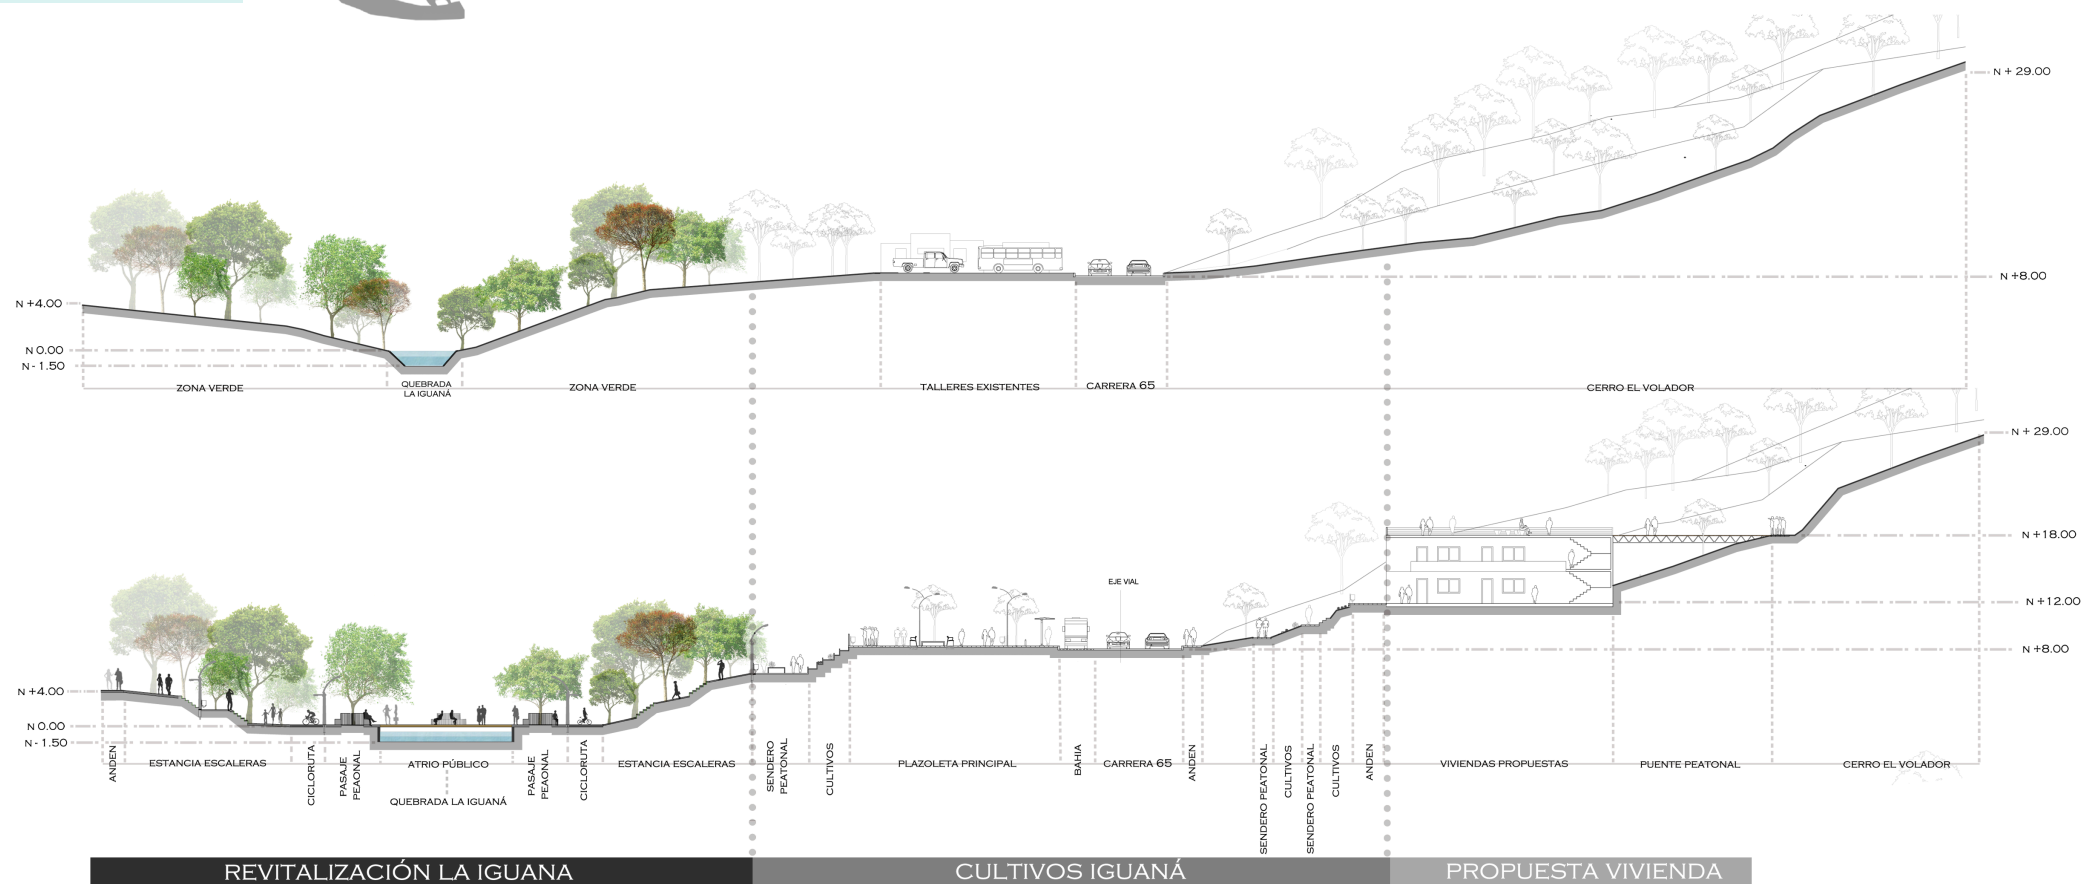 N + 29.00
N +8.00
N +4.00
N 0.00
N - 1.50
ZONA VERDE
QUEBRADA
LA IGUANÁ
ZONA VERDE
TALLERES EXISTENTES
CARRERA 65
CERRO EL VOLADOR
N + 29.00
N +18.00
EJE VIAL
N +12.00
N +8.00
N +4.00
N 0.00
N - 1.50
ANDEN
ESTANCIA ESCALERAS
CICLORUTA
PASAJE
PEAONAL
ATRIO PÚBLICO
QUEBRADA LA IGUANÁ
PASAJE
PEAONAL
CICLORUTA
ESTANCIA ESCALERAS
SENDERO
PEATONAL
CULTIVOS
PLAZOLETA PRINCIPAL
BAHIA
CARRERA 65
ANDEN
SENDERO PEATONAL
CULTIVOS
SENDERO PEATONAL
CULTIVOS
ANDEN
VIVIENDAS PROPUESTAS
PUENTE PEATONAL
CERRO EL VOLADOR
REVITALIZACIÓN LA IGUANA
CULTIVOS IGUANÁ
PROPUESTA VIVIENDA